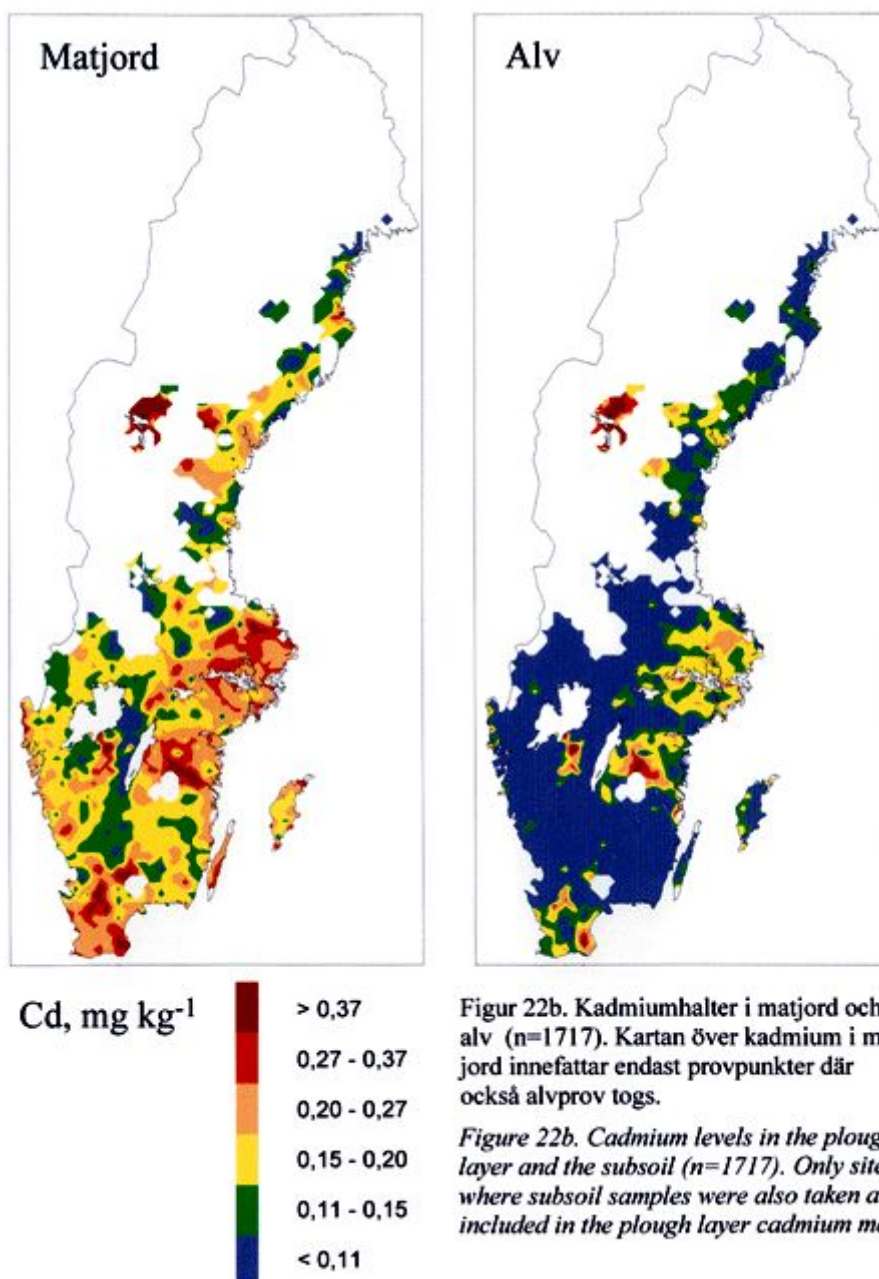 Matjord
Alv
Cd, mg kg-1
> 0,37
0,27 - 0,37
0,20 - 0,27
0,15 - 0,20
0,11 - 0,15
< 0,11
Figur 22b. Kadmiumhalter i matjord och
alv (n=1717). Kartan över kadmium i
jord innefattar endast provpunkter där
också alvprov togs.
Figure 22b. Cadmium levels in the
layer and the subsoil (n=1717). Only
where subsoil samples were also taken
included in the plough layer cadmium